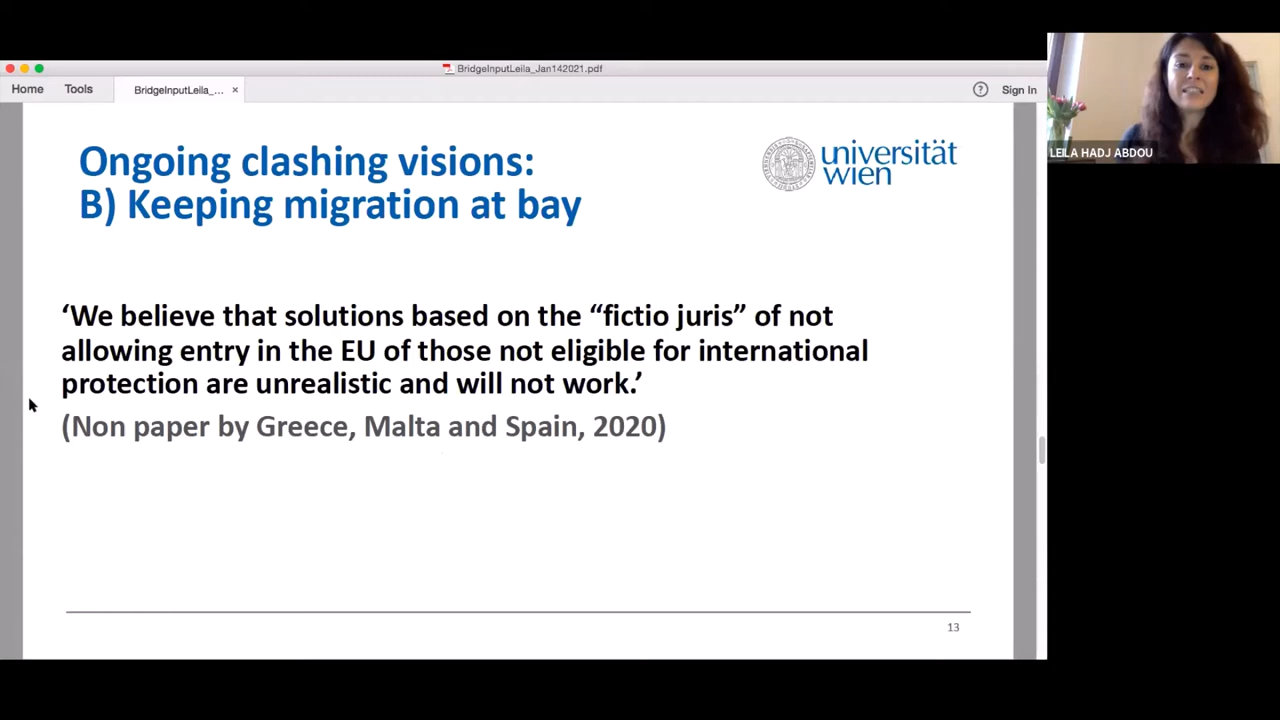 BridgeInputLeila_Jan142021.pdf
Home
Tools
BridgeInputLeila_...
×
?
Sign In
Ongoing clashing visions:
B) Keeping migration at bay
universität
wien
‘We believe that solutions based on the “fictio juris” of not
allowing entry in the EU of those not eligible for international
protection are unrealistic and will not work.’
(Non paper by Greece, Malta and Spain, 2020)
13
LEILA HADJ ABDOU